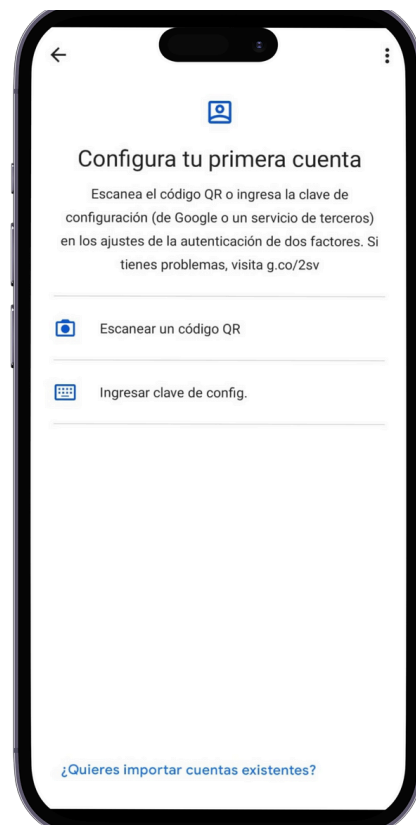 Configura tu primera cuenta
Escanea el código QR o ingresa la clave de
configuración (de Google o un servicio de terceros)
en los ajustes de la autenticación de dos factores. Si
tienes problemas, visita g.co/2sv
Escanear un código QR
Ingresar clave de config.
¿Quieres importar cuentas existentes?